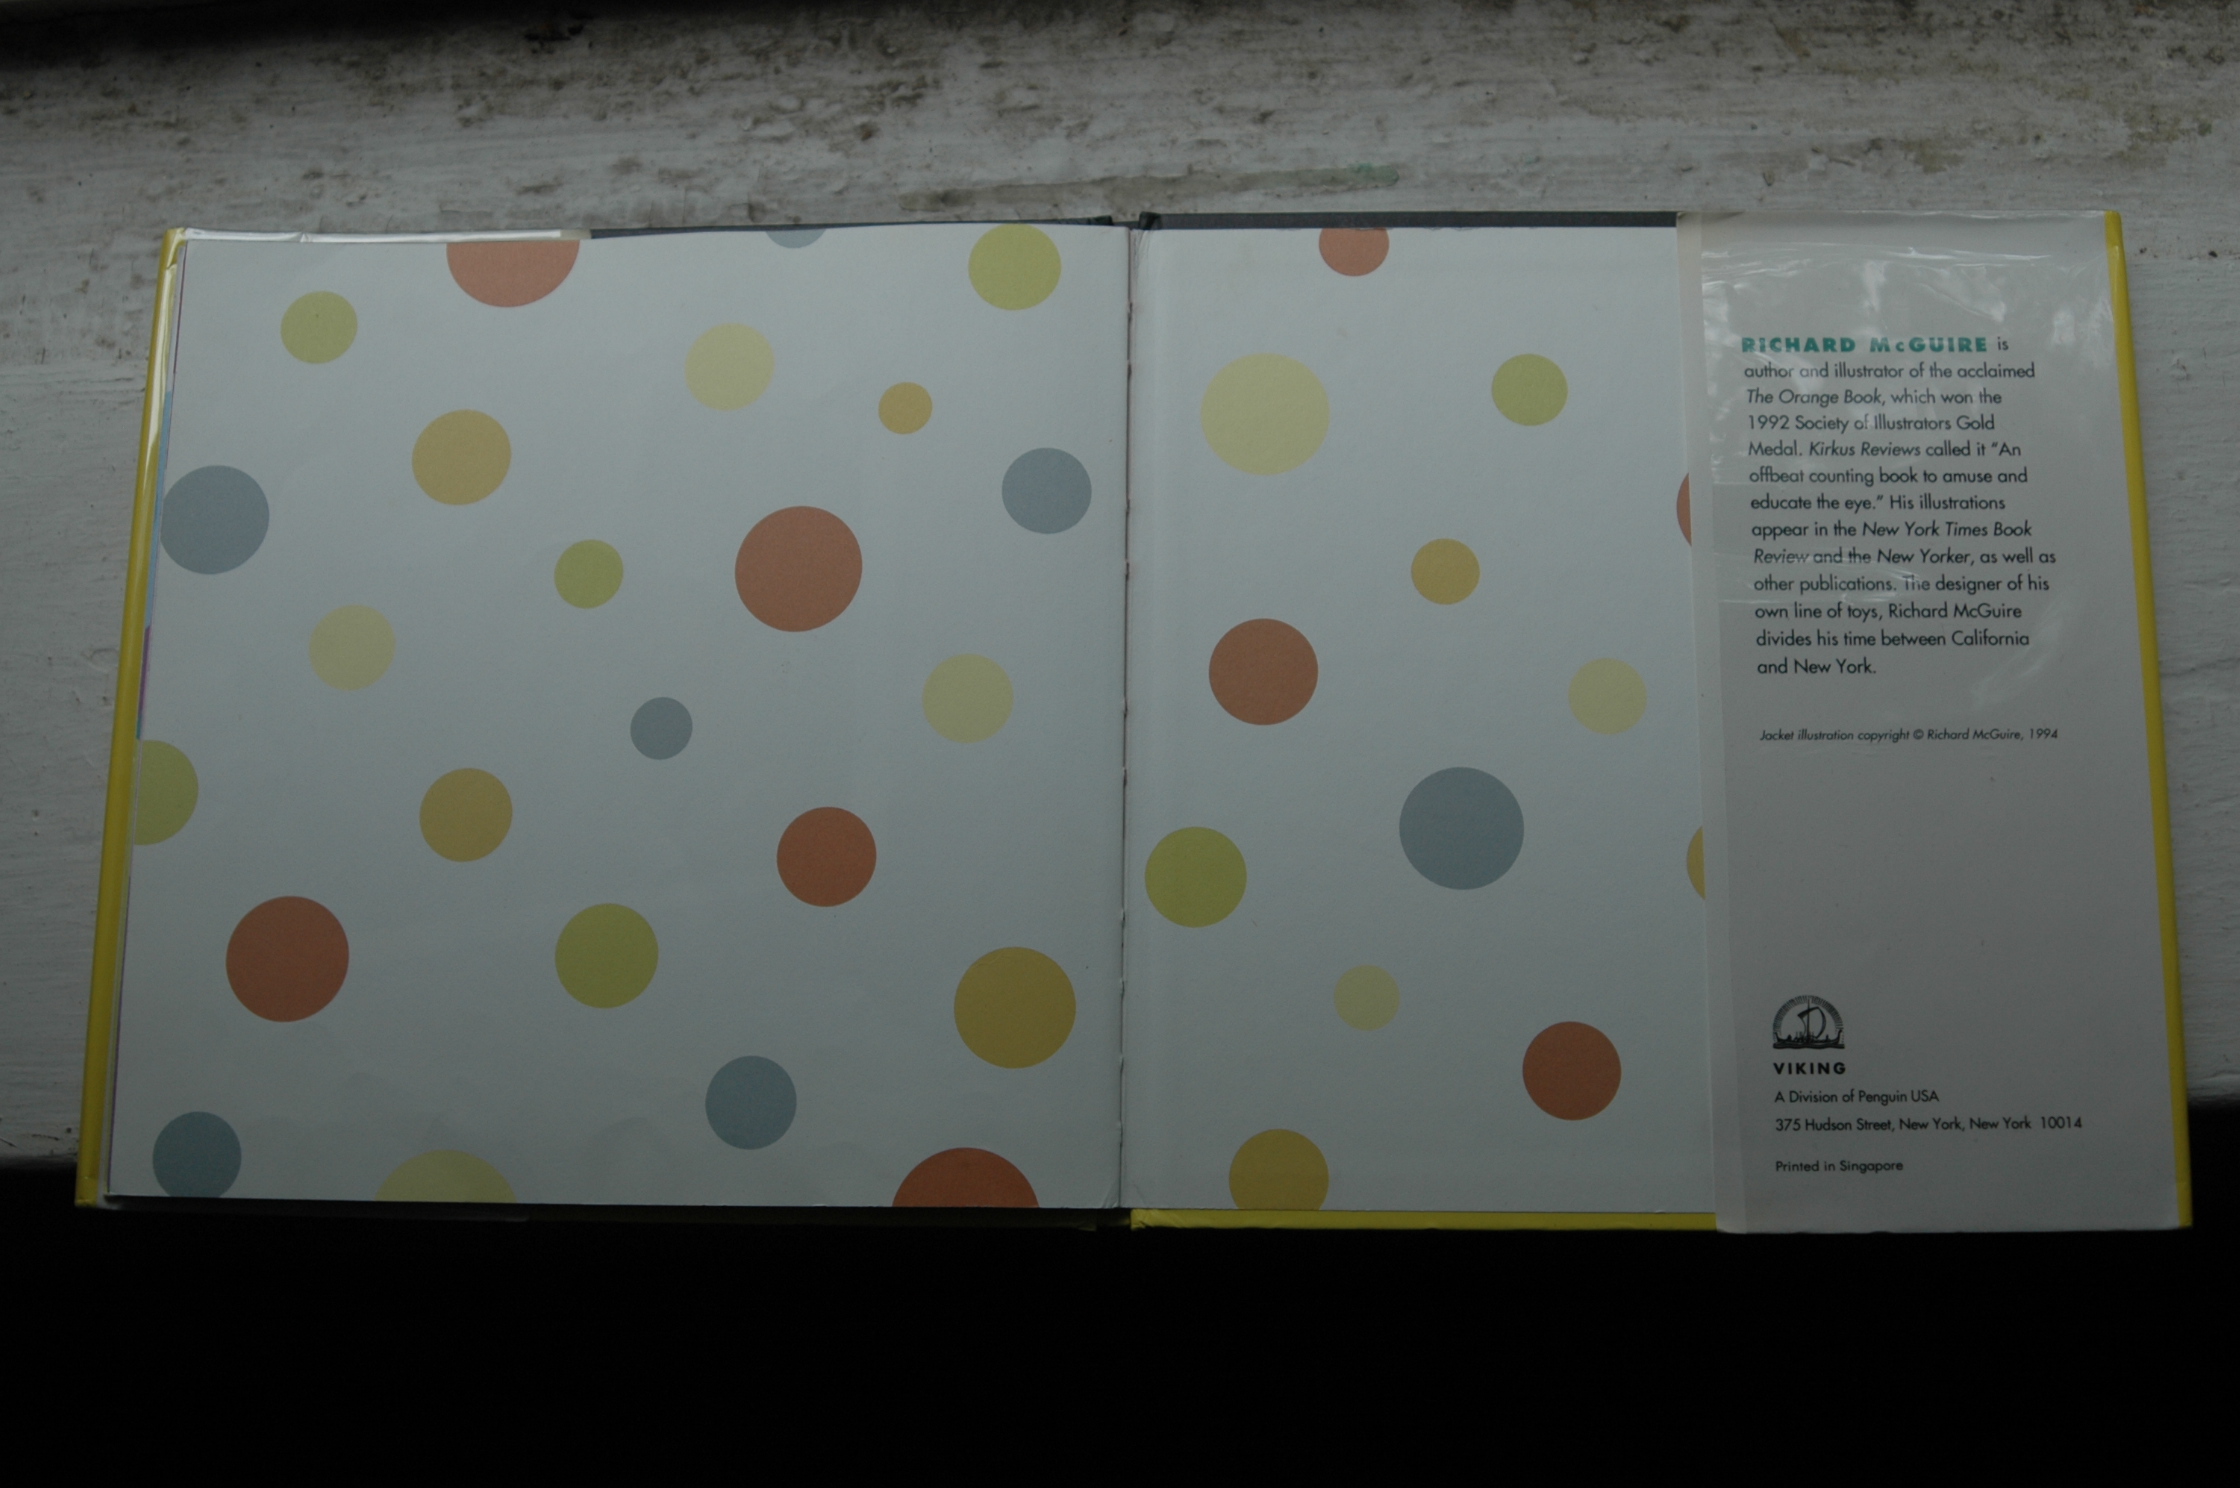 RICHARD McGUIRE is
author and illustrator of the acclaimed
The Orange Book, which won the
1992 Society of Illustrators Gold
Medal. Kirkus Reviews called it "An
offbeat counting book to amuse and
educate the eye." His illustrations
appear in the New York Times Book
Review and the New Yorker, as well as
other publications. The designer of his
own line of toys, Richard McGuire
divides his time between California
and New York.
Jacket illustration copyright © Richard McGuire, 1994
VIKING
A Division of Penguin USA
375 Hudson Street, New York, New York 10014
Printed in Singapore